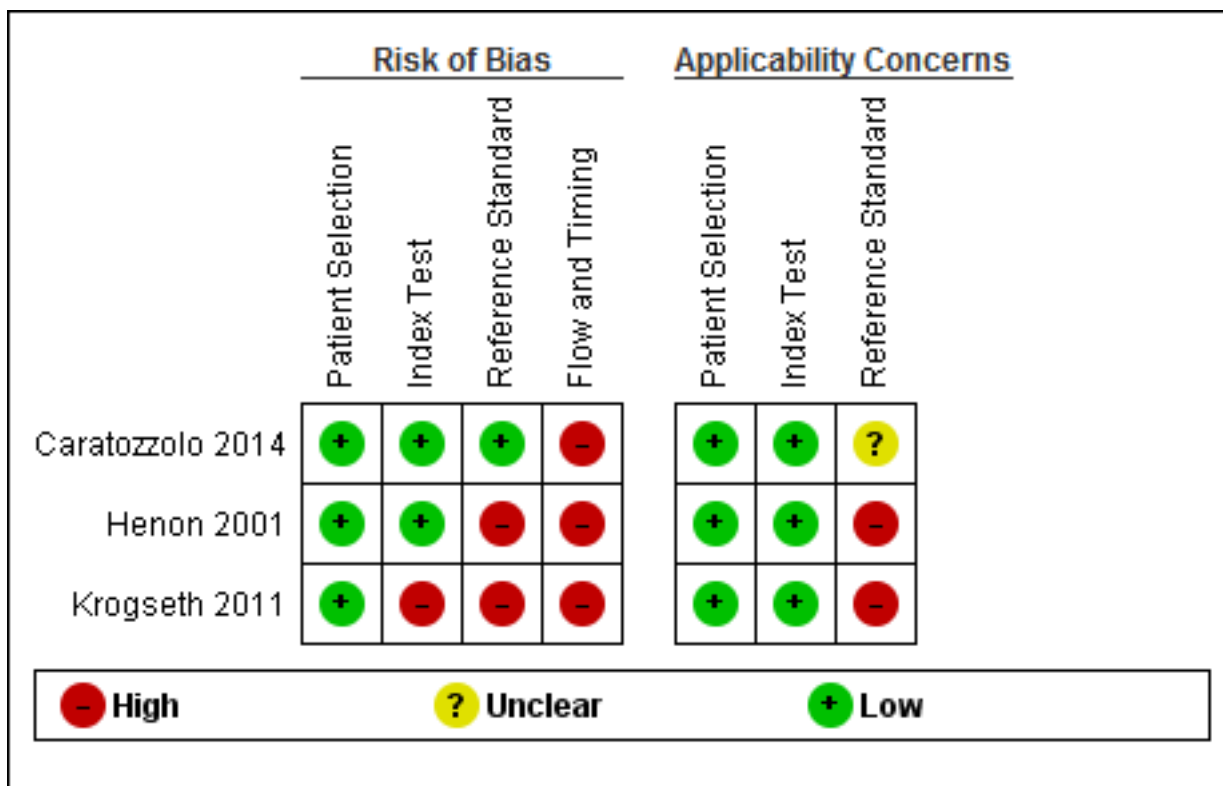 Risk of Bias
Applicability Concerns
Patient Selection
Index Test
Reference Standard
Flow and Timing
Patient Selection
Index Test
Reference Standard
Caratozzolo 2014 + + + – + + ?
Henon 2001 + + – – + + –
Krogseth 2011 + – – – + + –
– High ? Unclear + Low